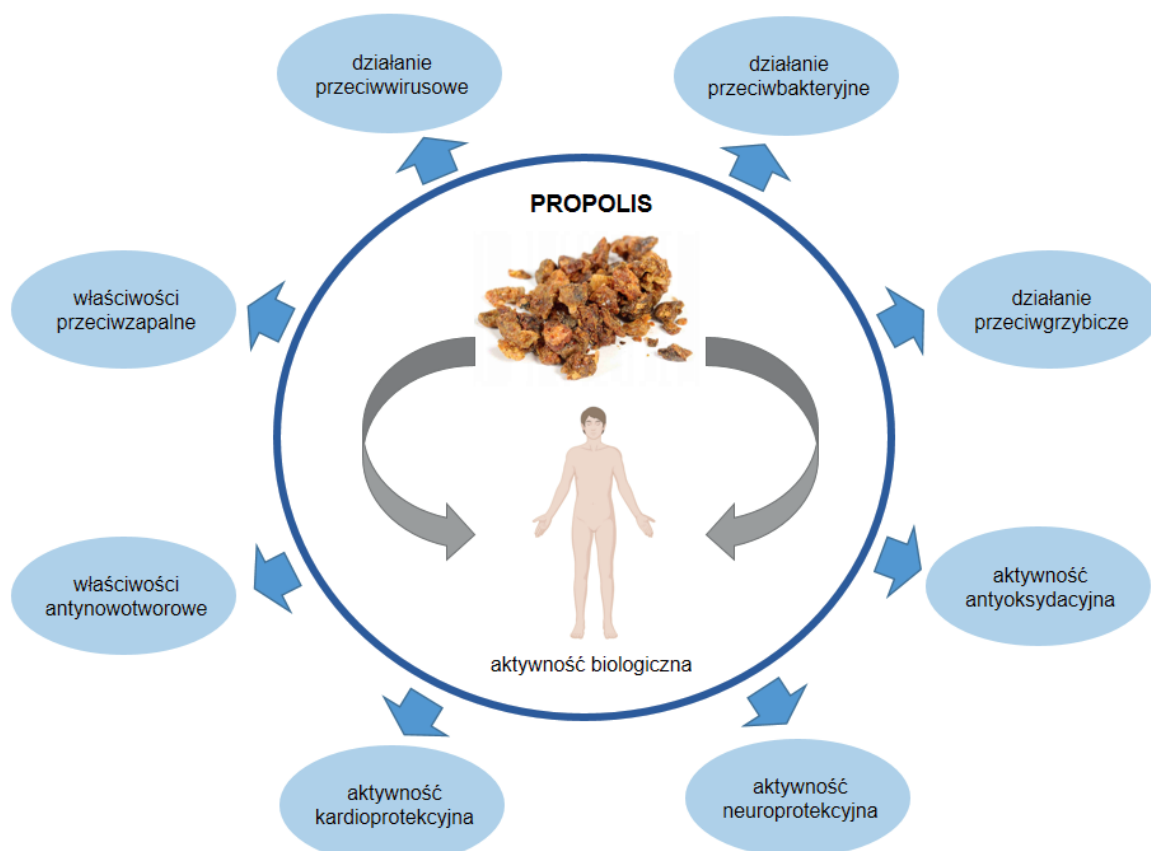 działanie
przeciwwirusowe
działanie
przeciwbakteryjne
PROPOLIS
właściwości
przeciwzapalne
działanie
przeciwgrzybicze
właściwości
antynowotworowe
aktywność
antyoksydacyjna
aktywność biologiczna
aktywność
kardioprotekcyjna
aktywność
neuroprotekcyjna